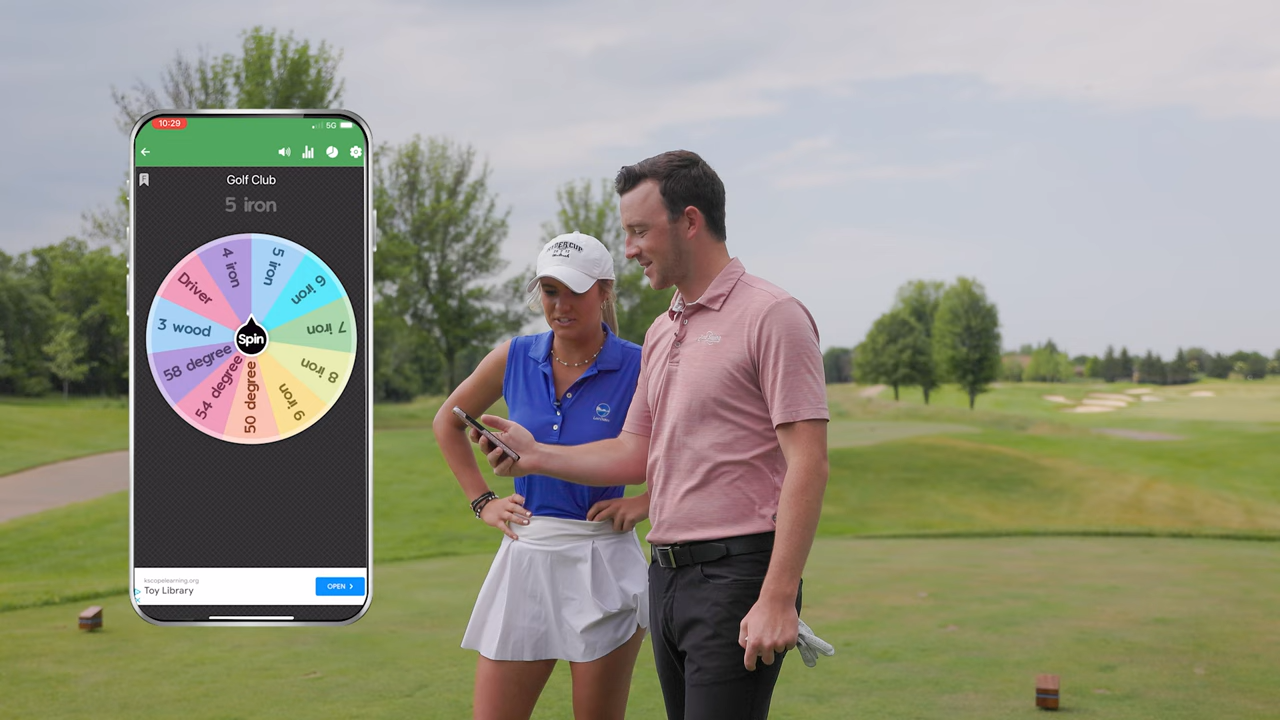 10:29
5G
Golf Club
5 iron
4 iron
5 iron
6 iron
7 iron
8 iron
9 iron
50 degree
54 degree
58 degree
3 wood
Driver
Spin
kscopelearning.org
Toy Library
OPEN